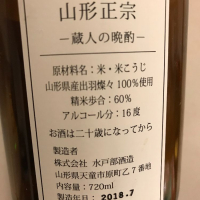 山形正宗
ー蔵人の晩酌ー
原材料名：米・米こうじ
山形県産出羽燦々100%使用
精米歩合：60%
アルコール分：16度
お酒は二十歳になってから
製造者
株式会社 水戸部酒造
山形県天童市原町乙7番地
内容量：720ml
製造年月：2018.7